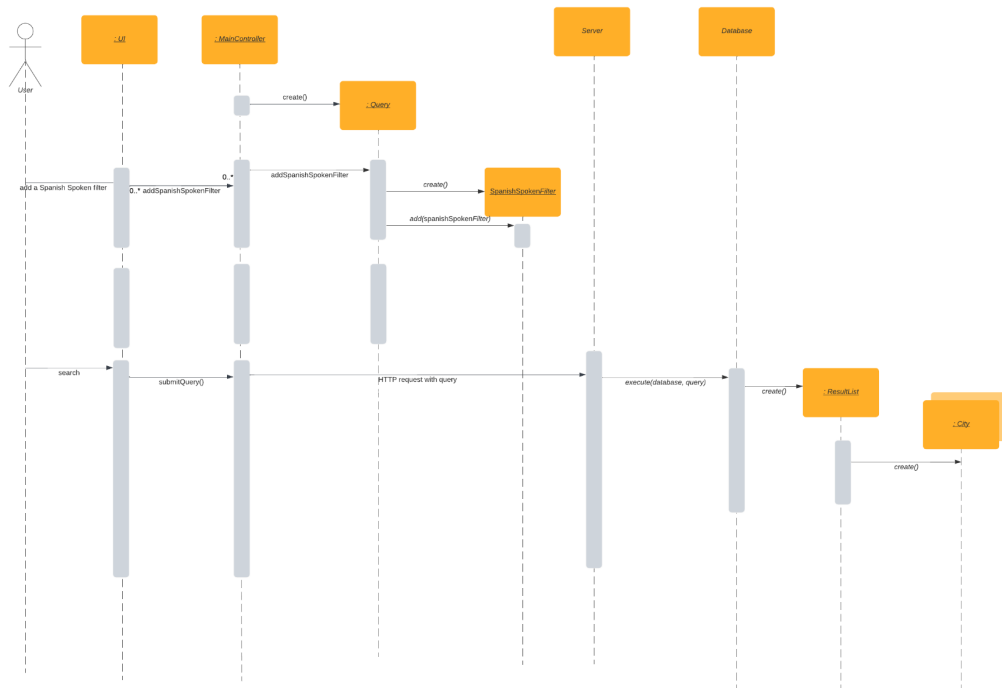 User
: UI
: MainController
Server
Database
create()
: Query
0..*
add a Spanish Spoken filter
0..* addSpanishSpokenFilter
addSpanishSpokenFilter
create()
SpanishSpokenFilter
add(spanishSpokenFilter)
search
submitQuery()
HTTP request with query
execute(database, query)
create()
: ResultList
: City
create()